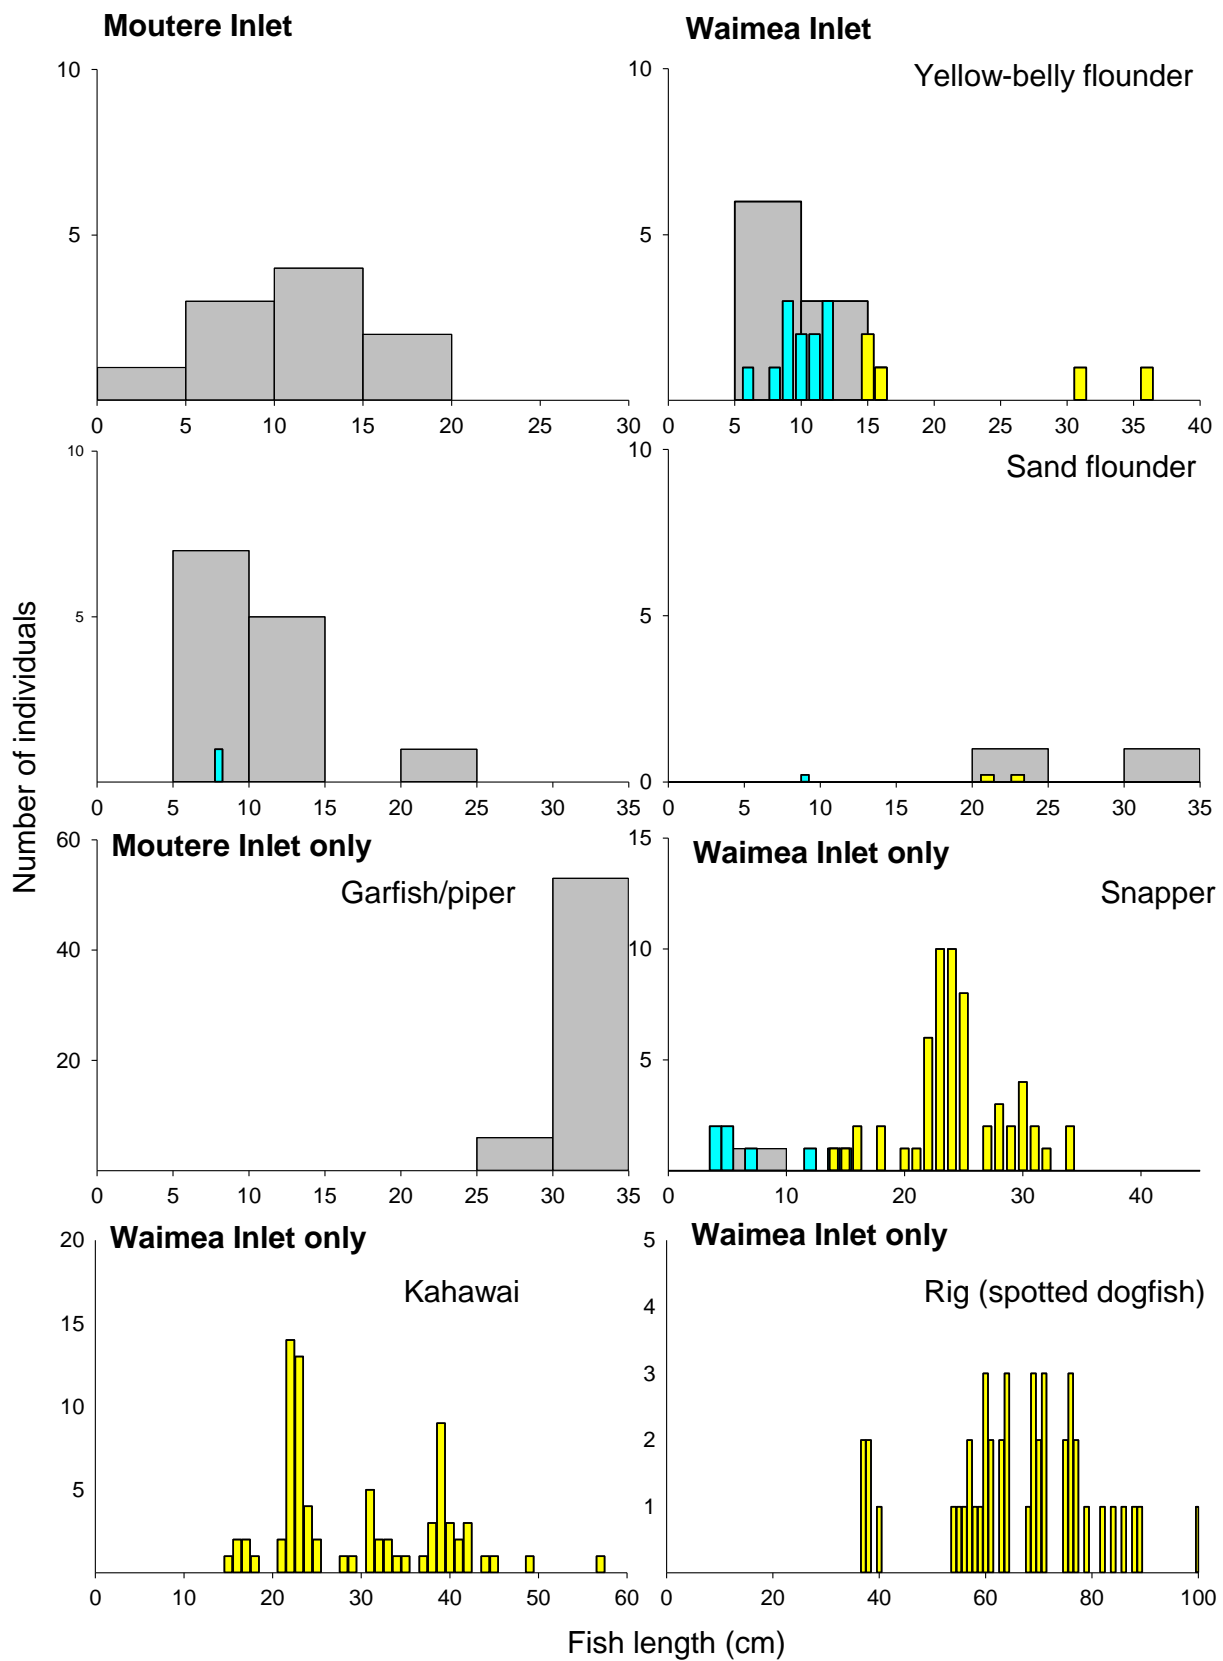 Moutere Inlet
Waimea Inlet
Yellow-belly flounder
10
5
0 5 10 15 20 25 30
10
5
0 5 10 15 20 25 30 35 40
Sand flounder
10
5
0 5 10 15 20 25 30 35
10
5
0
0 5 10 15 20 25 30 35
Number of individuals
Moutere Inlet only
Garfish/piper
60
40
20
0 5 10 15 20 25 30 35
Waimea Inlet only
Snapper
15
10
5
0 10 20 30 40
Waimea Inlet only
Kahawai
20
15
10
5
0 10 20 30 40 50 60
Waimea Inlet only
Rig (spotted dogfish)
5
4
3
2
1
0 20 40 60 80 100
Fish length (cm)